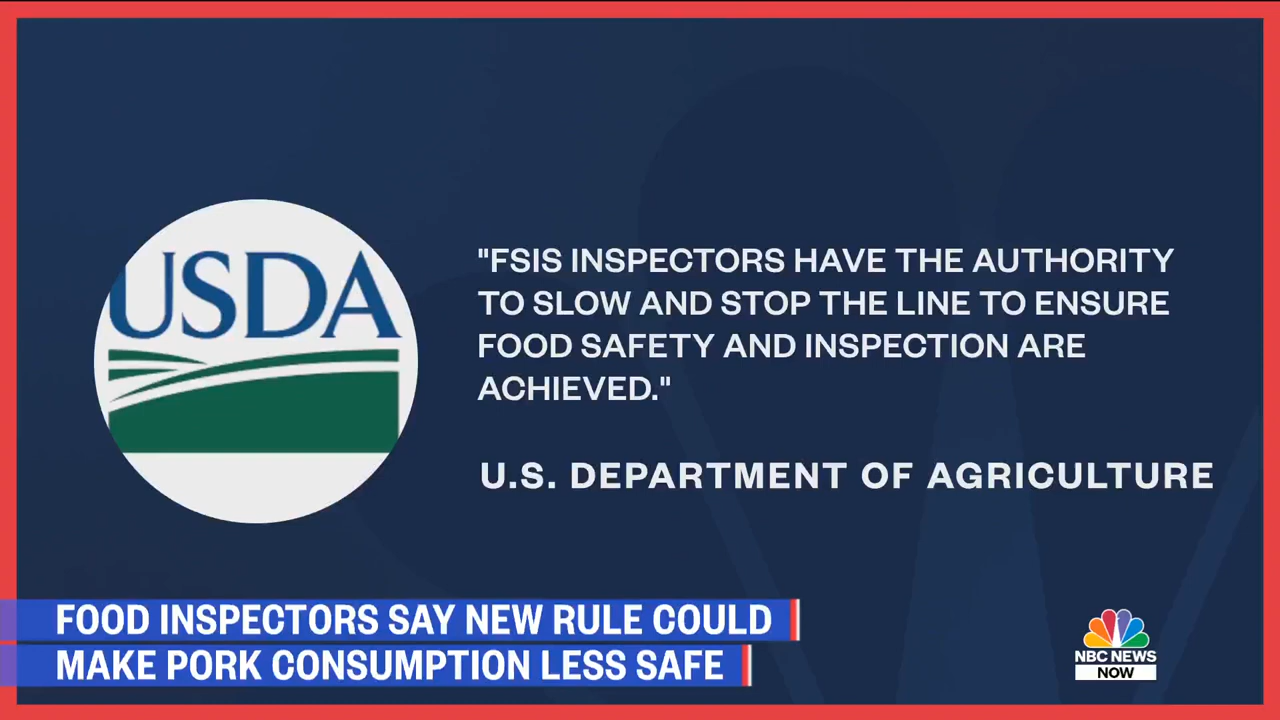 USDA
"FSIS INSPECTORS HAVE THE AUTHORITY
TO SLOW AND STOP THE LINE TO ENSURE
FOOD SAFETY AND INSPECTION ARE
ACHIEVED."
U.S. DEPARTMENT OF AGRICULTURE
FOOD INSPECTORS SAY NEW RULE COULD
MAKE PORK CONSUMPTION LESS SAFE
NBC NEWS
NOW